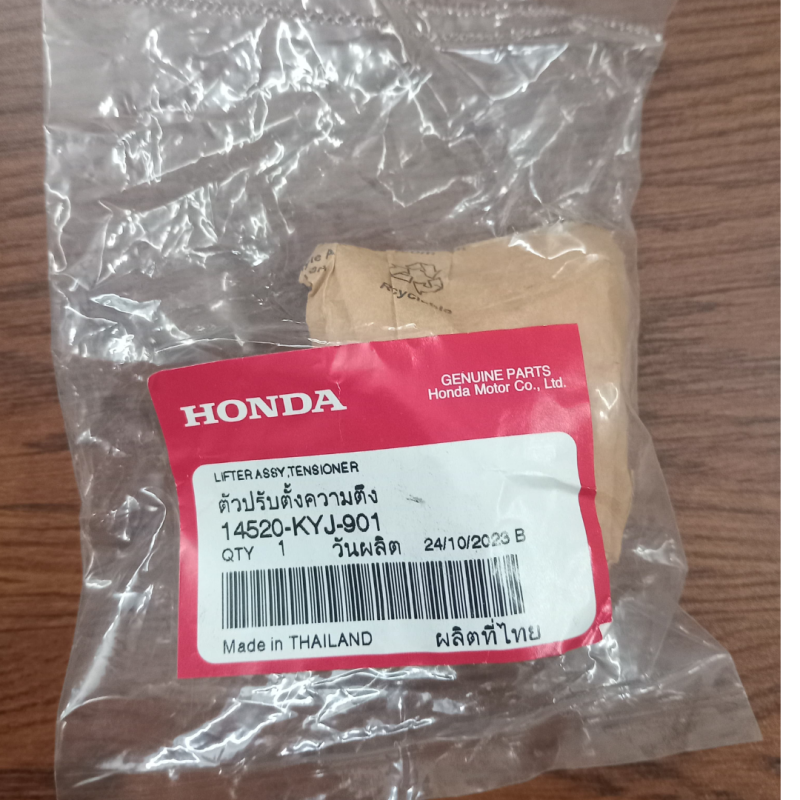 Recyclable
HONDA
GENUINE PARTS
Honda Motor Co., Ltd.
LIFTER ASSY,TENSIONER
ตัวปรับตั้งความตึง
14520-KYJ-901
QTY 1 วันผลิต 24/10/2023 B
Made in THAILAND ผลิตที่ไทย